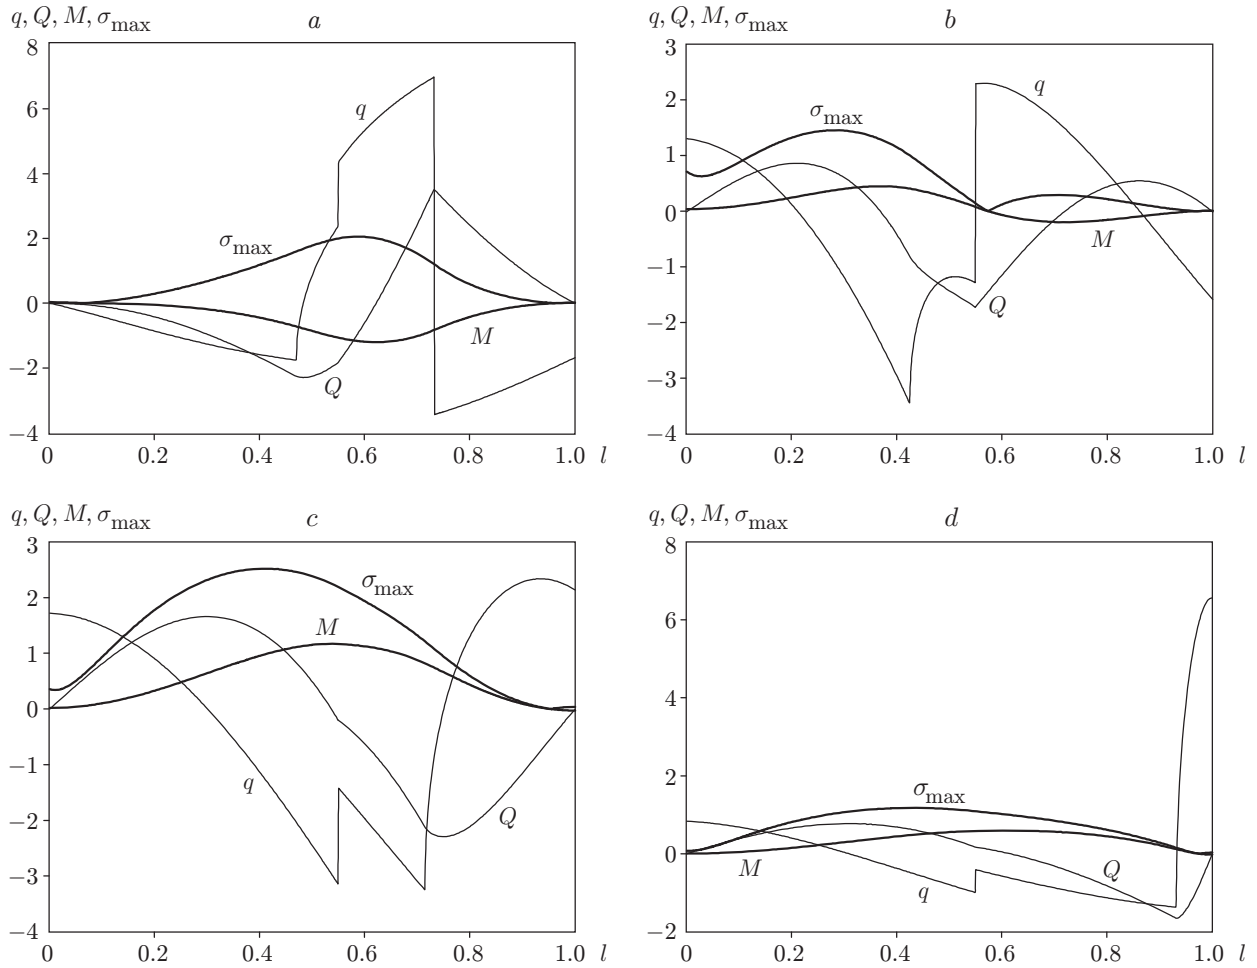 q, Q, M, σmax a
8
6
4
2
0
−2
−4
q
σmax
M
Q
0 0.2 0.4 0.6 0.8 1.0 l
q, Q, M, σmax b
3
2
1
0
−1
−2
−3
−4
q
σmax
M
Q
0 0.2 0.4 0.6 0.8 1.0 l
q, Q, M, σmax c
3
2
1
0
−1
−2
−3
−4
σmax
M
q
Q
0 0.2 0.4 0.6 0.8 1.0 l
q, Q, M, σmax d
8
6
4
2
0
−2
σmax
M
q
Q
0 0.2 0.4 0.6 0.8 1.0 l